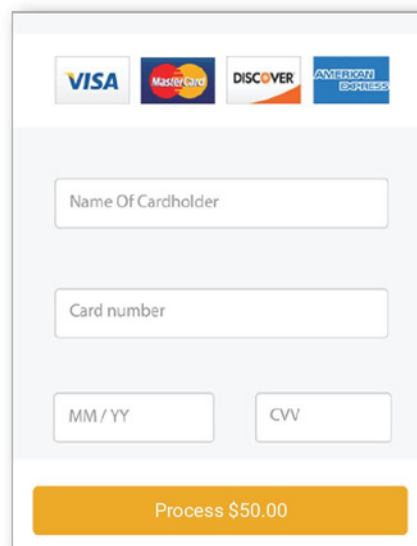 VISA MasterCard DISCOVER AMERICAN EXPRESS
Name Of Cardholder
Card number
MM / YY CVV
Process $50.00